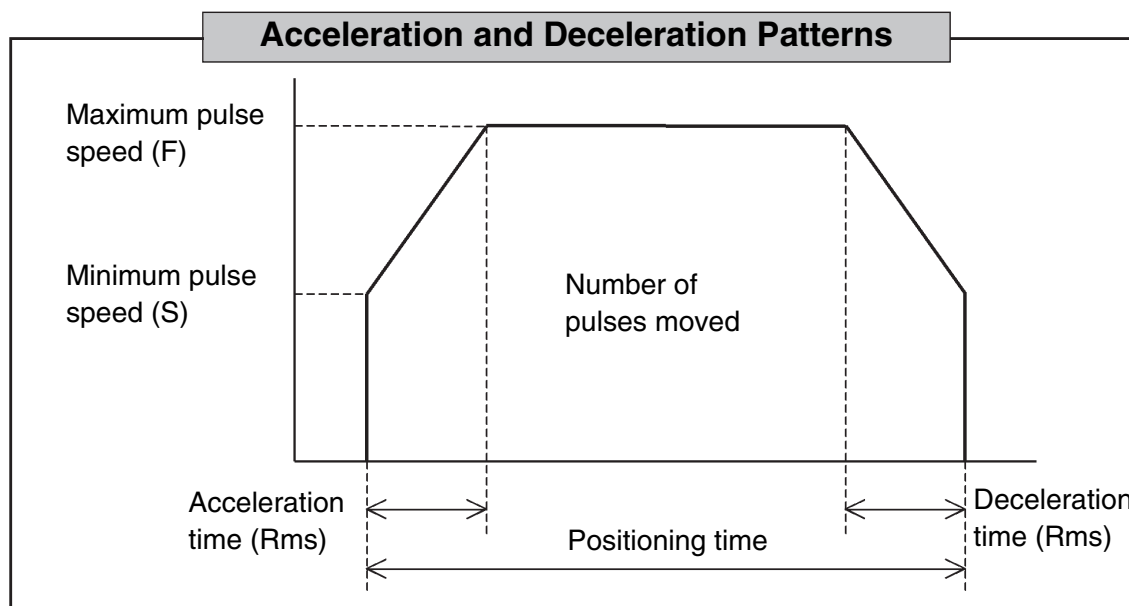 Acceleration and Deceleration Patterns
Maximum pulse
speed (F)
Minimum pulse
speed (S)
Number of
pulses moved
Acceleration
time (Rms)
Positioning time
Deceleration
time (Rms)